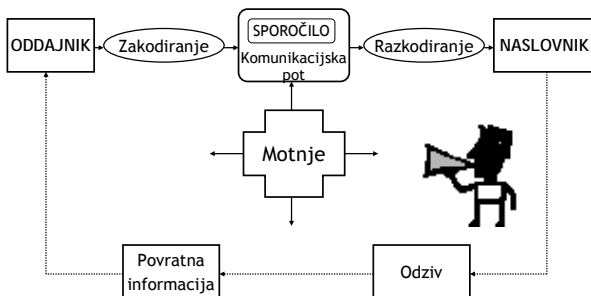 ODDAJNIK
Zakodiranje
SPOROČILO
Komunikacijska
pot
Razkodiranje
NASLOVNIK
Motnje
Povratna
informacija
Odziv